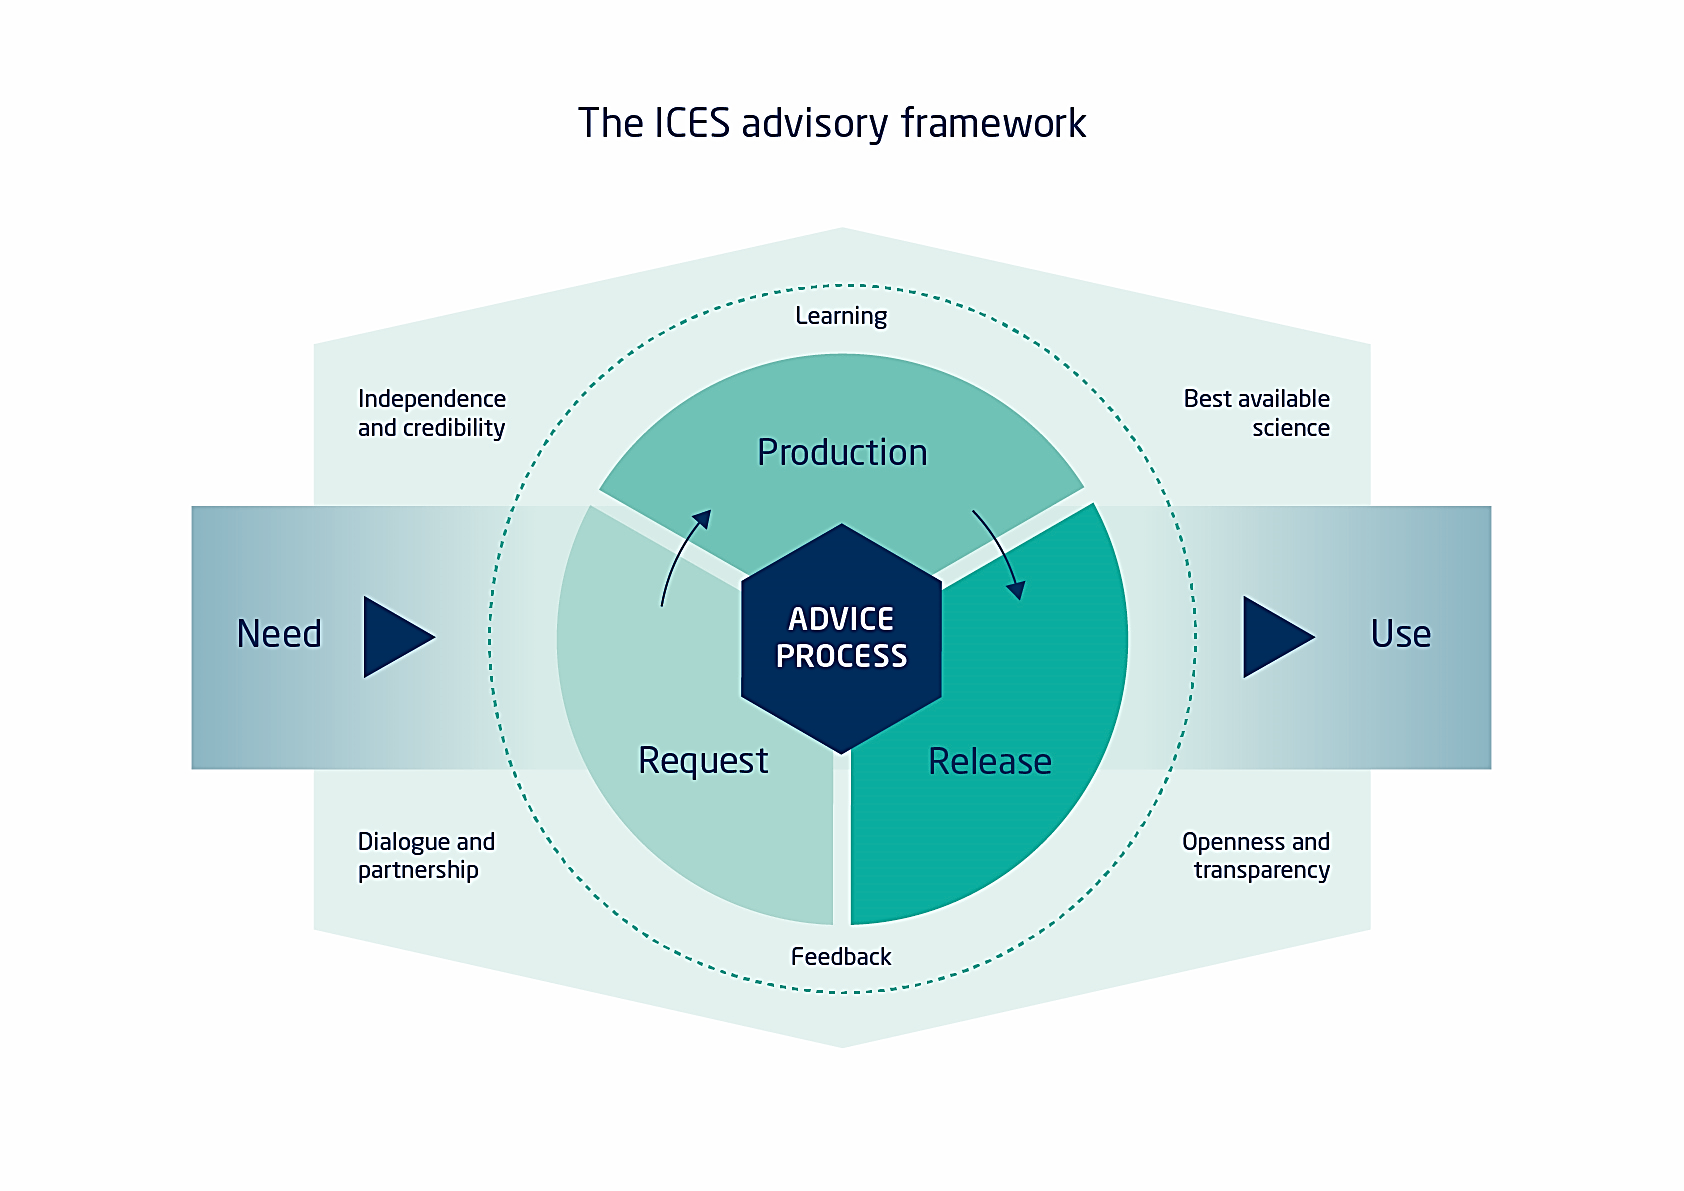 The ICES advisory framework
Learning
Independence
and credibility
Best available
science
Production
Need
ADVICE
PROCESS
Use
Request
Release
Dialogue and
partnership
Openness and
transparency
Feedback